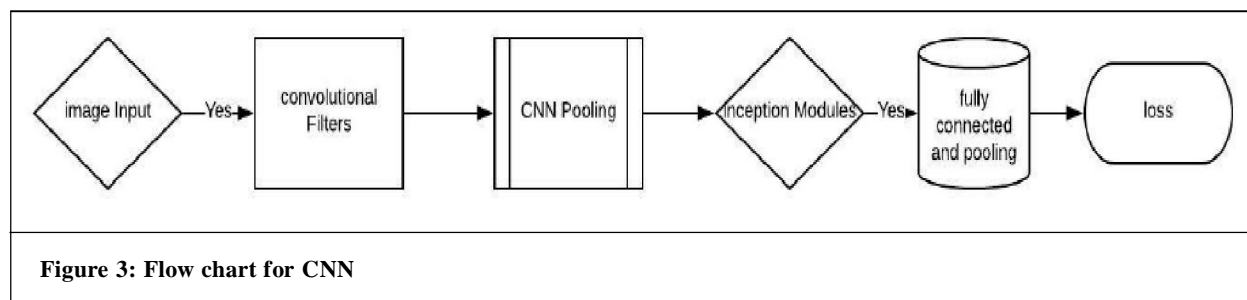 image Input
Yes
convolutional
Filters
CNN Pooling
Inception Modules
Yes
fully
connected
and pooling
loss
Figure 3: Flow chart for CNN